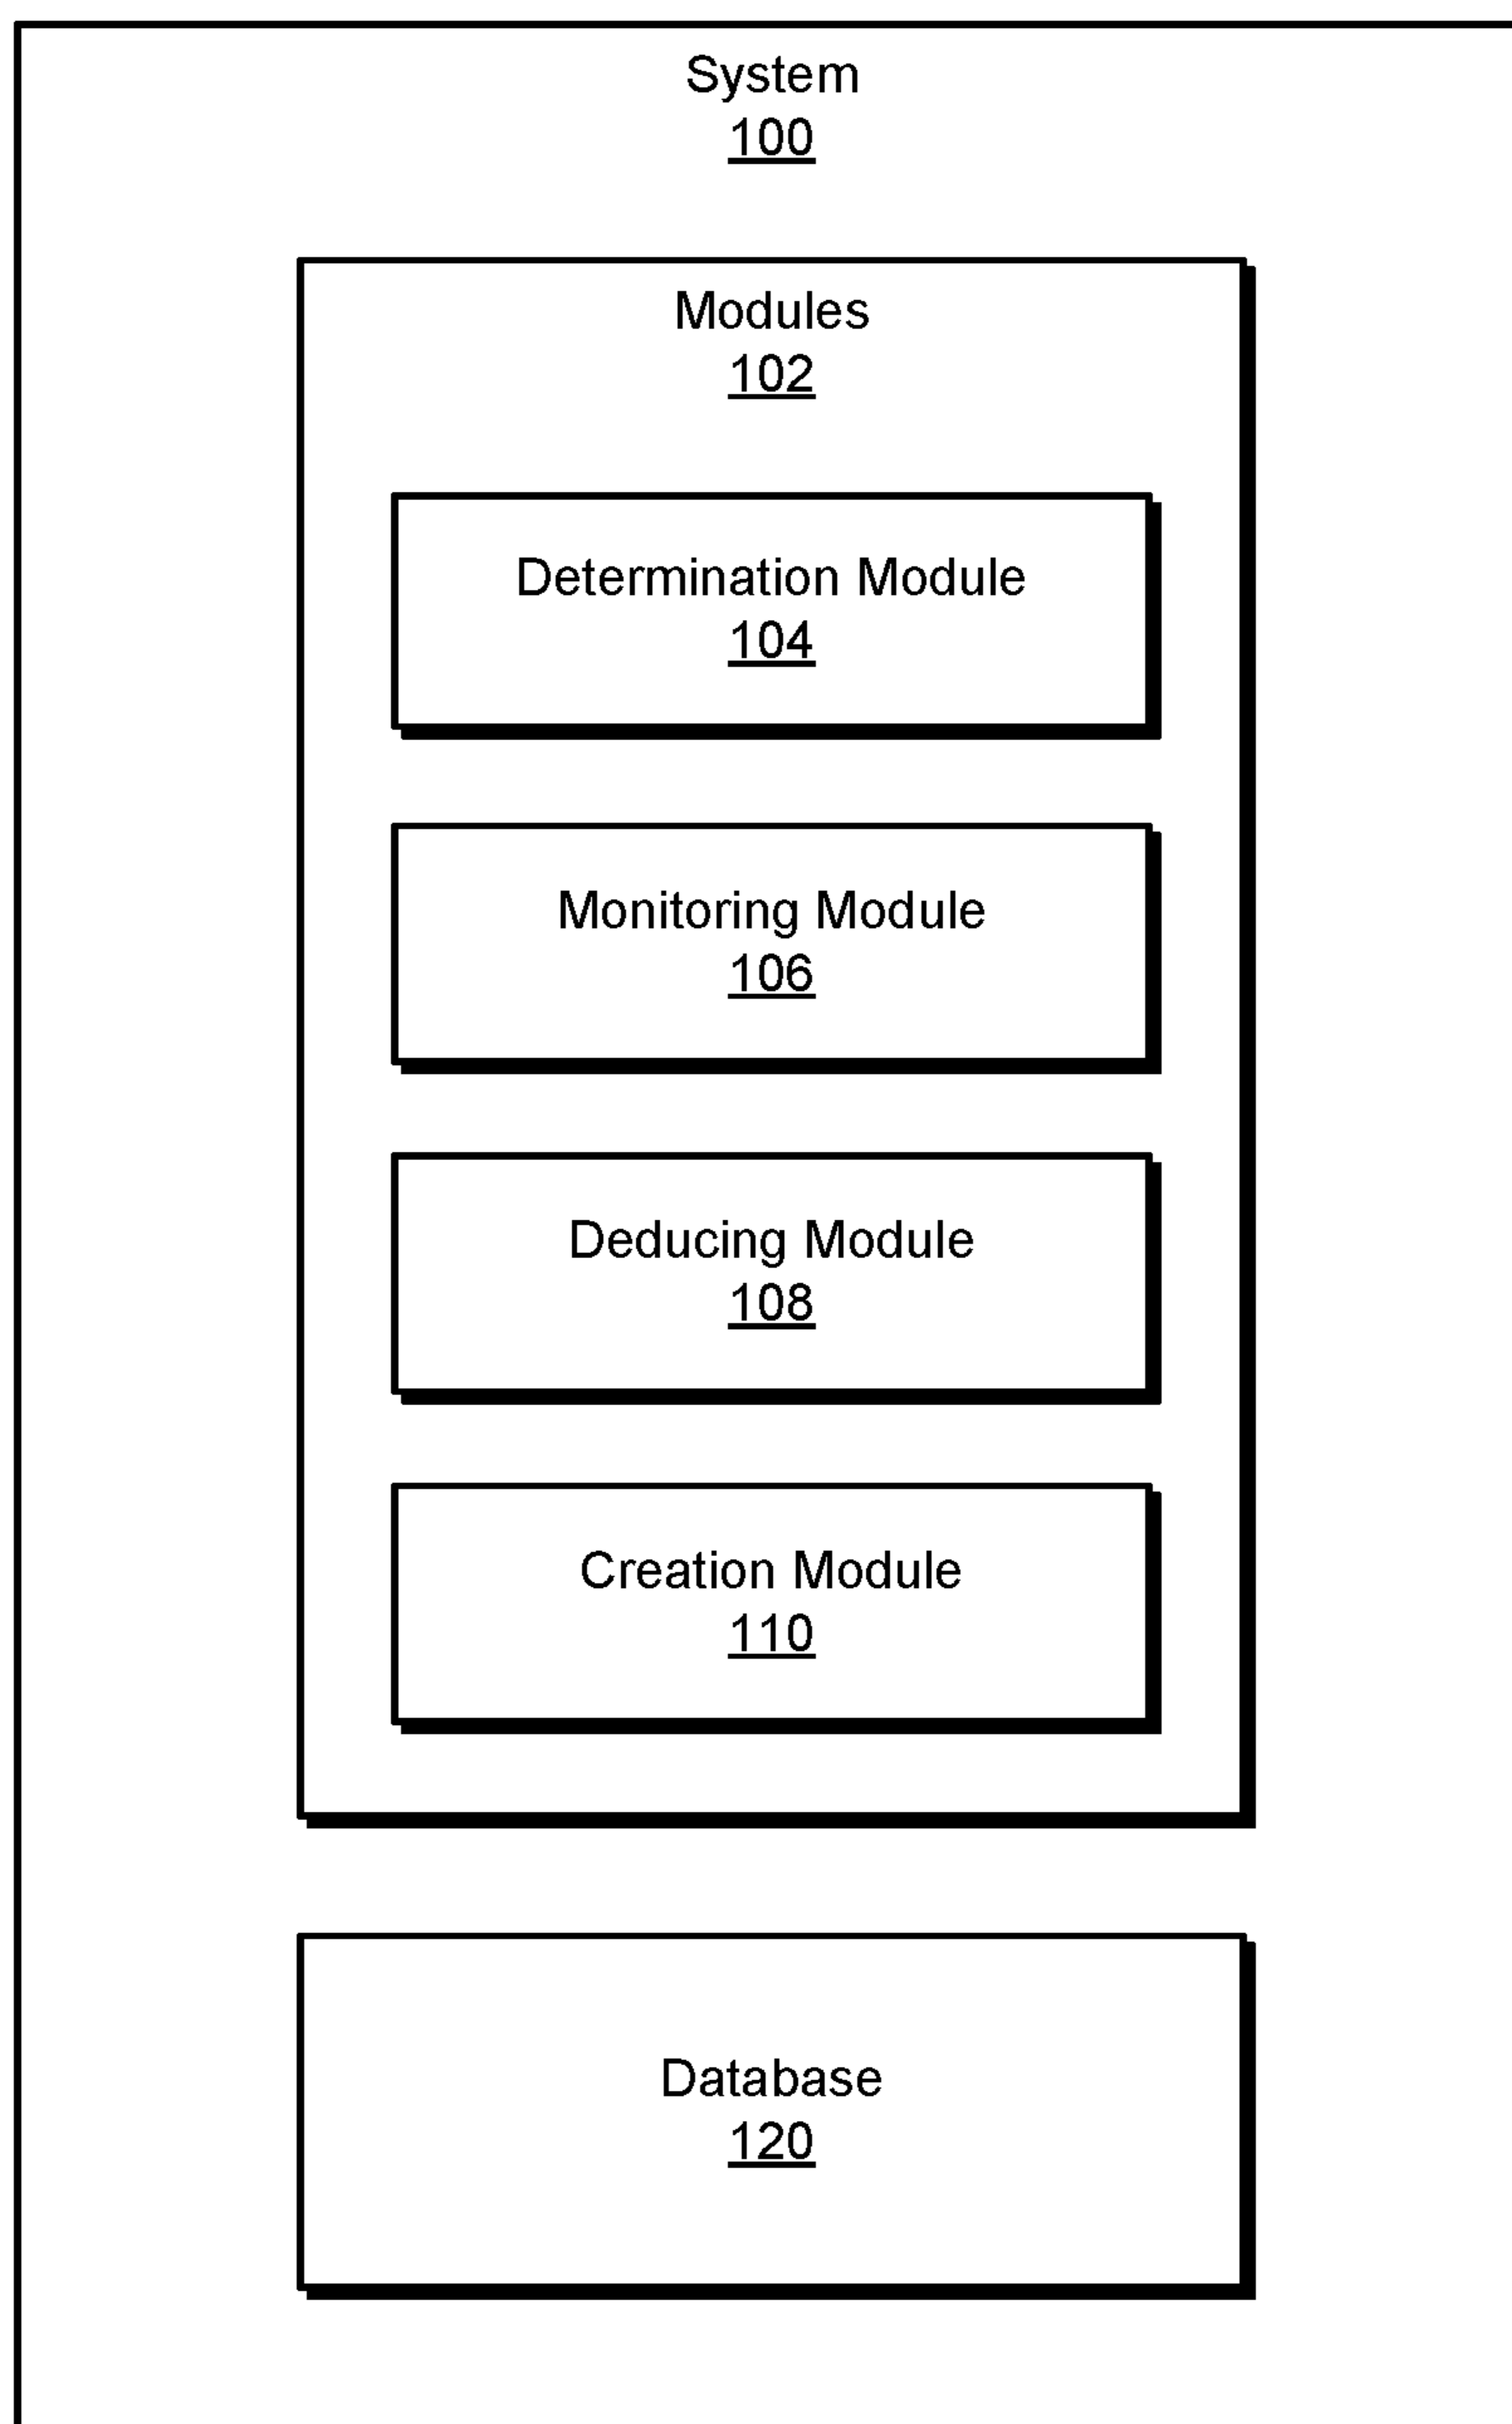 System
100
Modules
102
Determination Module
104
Monitoring Module
106
Deducing Module
108
Creation Module
110
Database
120